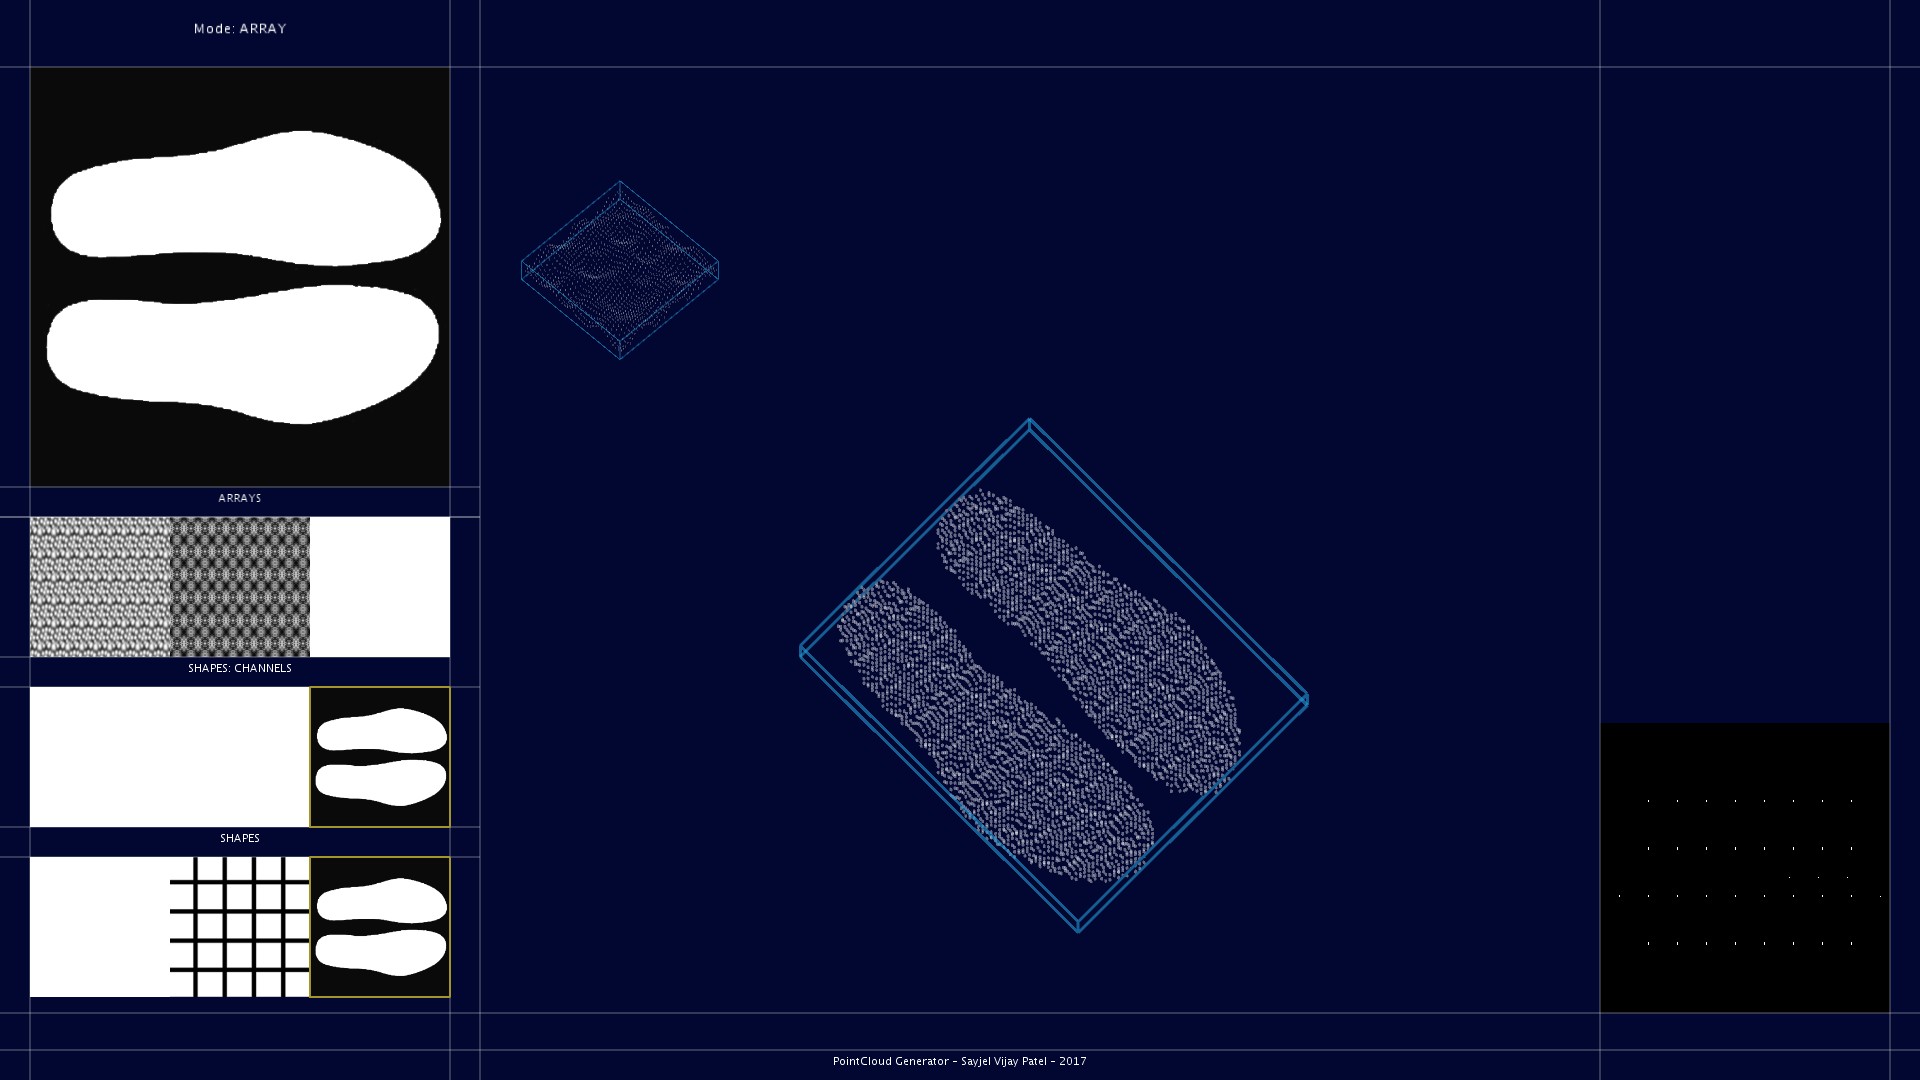 Mode: ARRAY
ARRAYS
SHAPES: CHANNELS
SHAPES
PointCloud Generator - Sayjel Vijay Patel - 2017